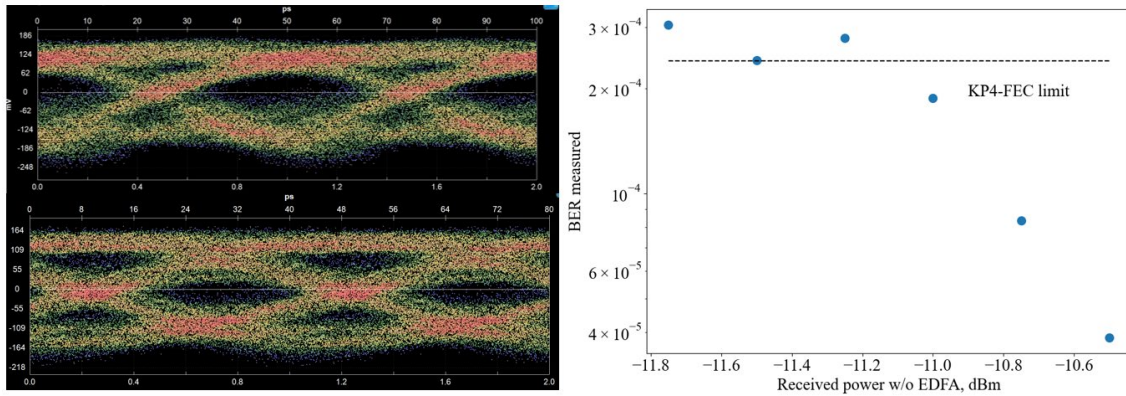 ps
0 10 20 30 40 50 60 70 80 90 100
186
124
62
0
-62
-124
-186
-248
mV
0.0 0.4 0.8 1.2 1.6 2.0
ps
0 8 16 24 32 40 48 56 64 72 80
164
109
55
0
-55
-109
-164
-218
0.0 0.4 0.8 1.2 1.6 2.0
BER measured
3 × 10⁻⁴
2 × 10⁻⁴
10⁻⁴
6 × 10⁻⁵
4 × 10⁻⁵
KP4-FEC limit
−11.8 −11.6 −11.4 −11.2 −11.0 −10.8 −10.6
Received power w/o EDFA, dBm